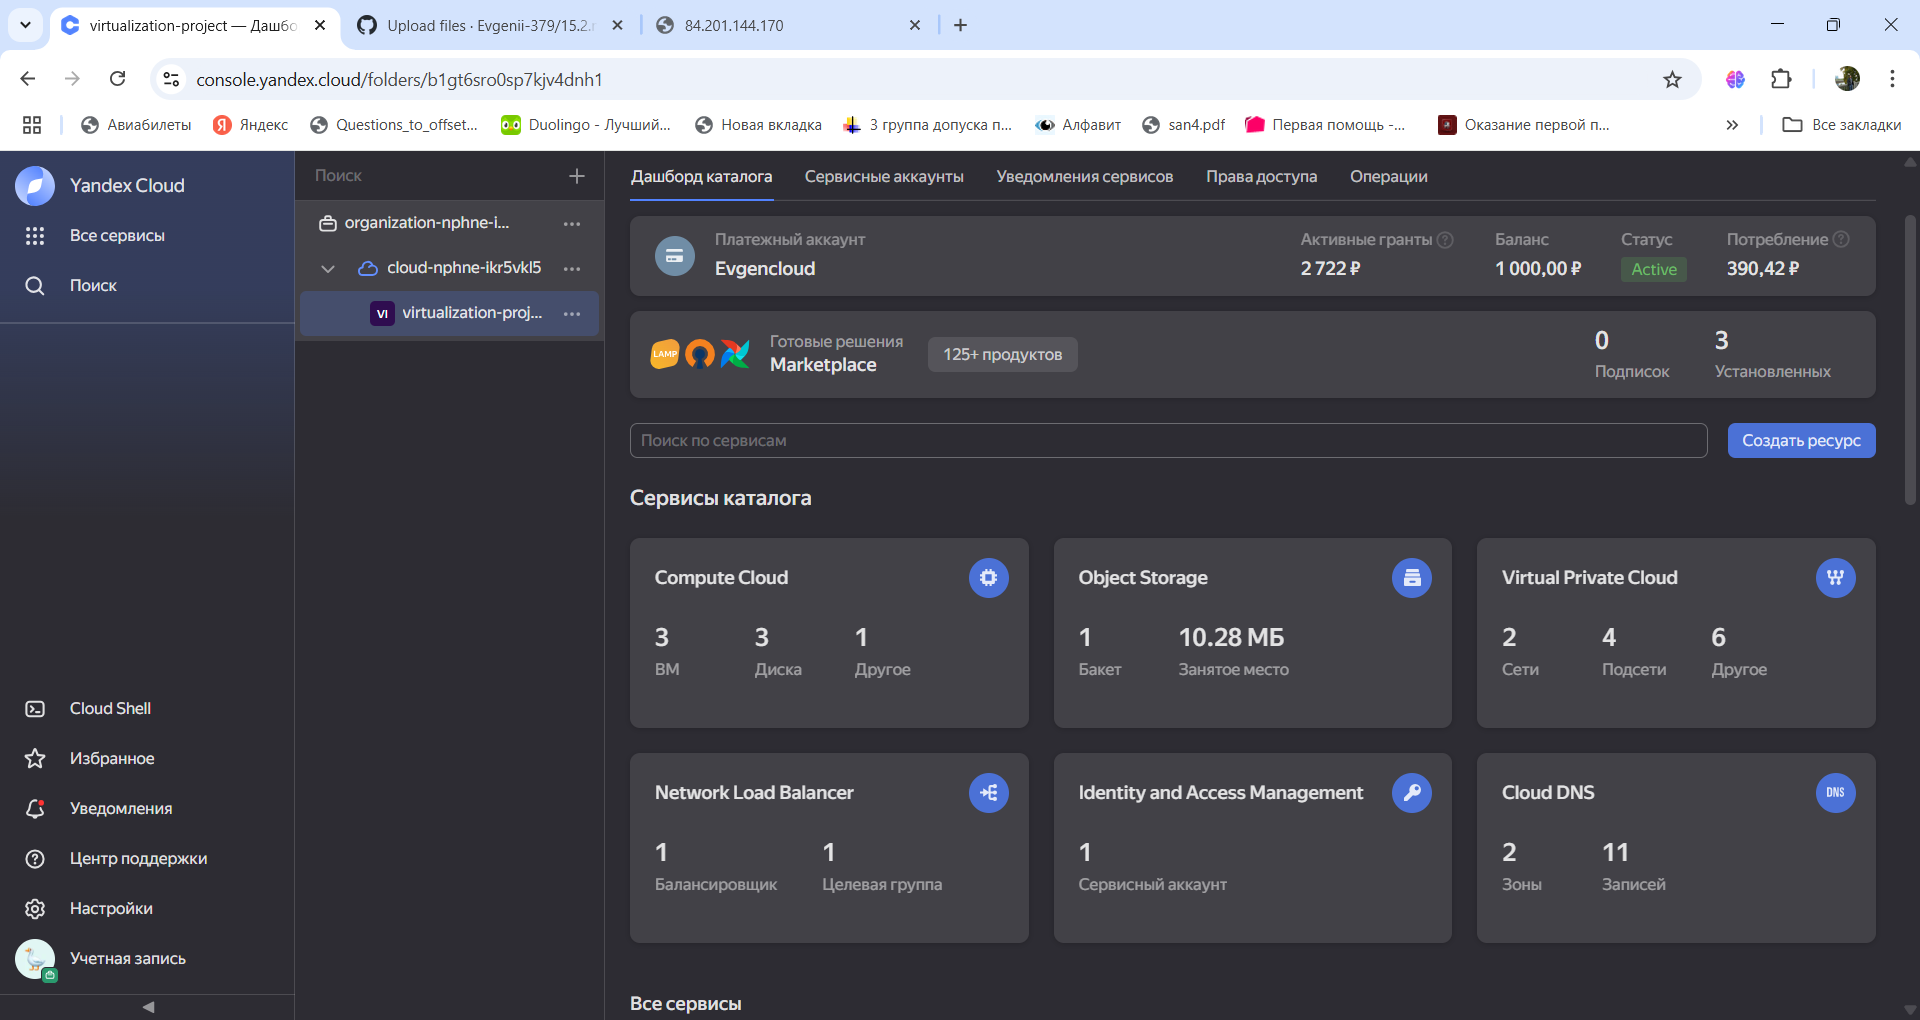 virtualization-project — Дашбо
Upload files · Evgenii-379/15.2.r
84.201.144.170
console.yandex.cloud/folders/b1gt6sro0sp7kjv4dnh1
Авиабилеты
Яндекс
Questions_to_offset...
Duolingo - Лучший...
Новая вкладка
3 группа допуска п...
Алфавит
san4.pdf
Первая помощь -...
Оказание первой п...
Все закладки
Yandex Cloud
Все сервисы
Поиск
Cloud Shell
Избранное
Уведомления
Центр поддержки
Настройки
Учетная запись
Поиск
organization-nphne-i...
cloud-nphne-ikr5vkl5
VI virtualization-proj...
Дашборд каталога
Сервисные аккаунты
Уведомления сервисов
Права доступа
Операции
Платежный аккаунт
Evgencloud
Активные гранты
2 722 ₽
Баланс
1 000,00 ₽
Статус
Active
Потребление
390,42 ₽
LAMP
Готовые решения
Marketplace
125+ продуктов
0
Подписок
3
Установленных
Поиск по сервисам
Создать ресурс
Сервисы каталога
Compute Cloud
3
ВМ
3
Диска
1
Другое
Object Storage
1
Бакет
10.28 МБ
Занятое место
Virtual Private Cloud
2
Сети
4
Подсети
6
Другое
Network Load Balancer
1
Балансировщик
1
Целевая группа
Identity and Access Management
1
Сервисный аккаунт
Cloud DNS
DNS
2
Зоны
11
Записей
Все сервисы